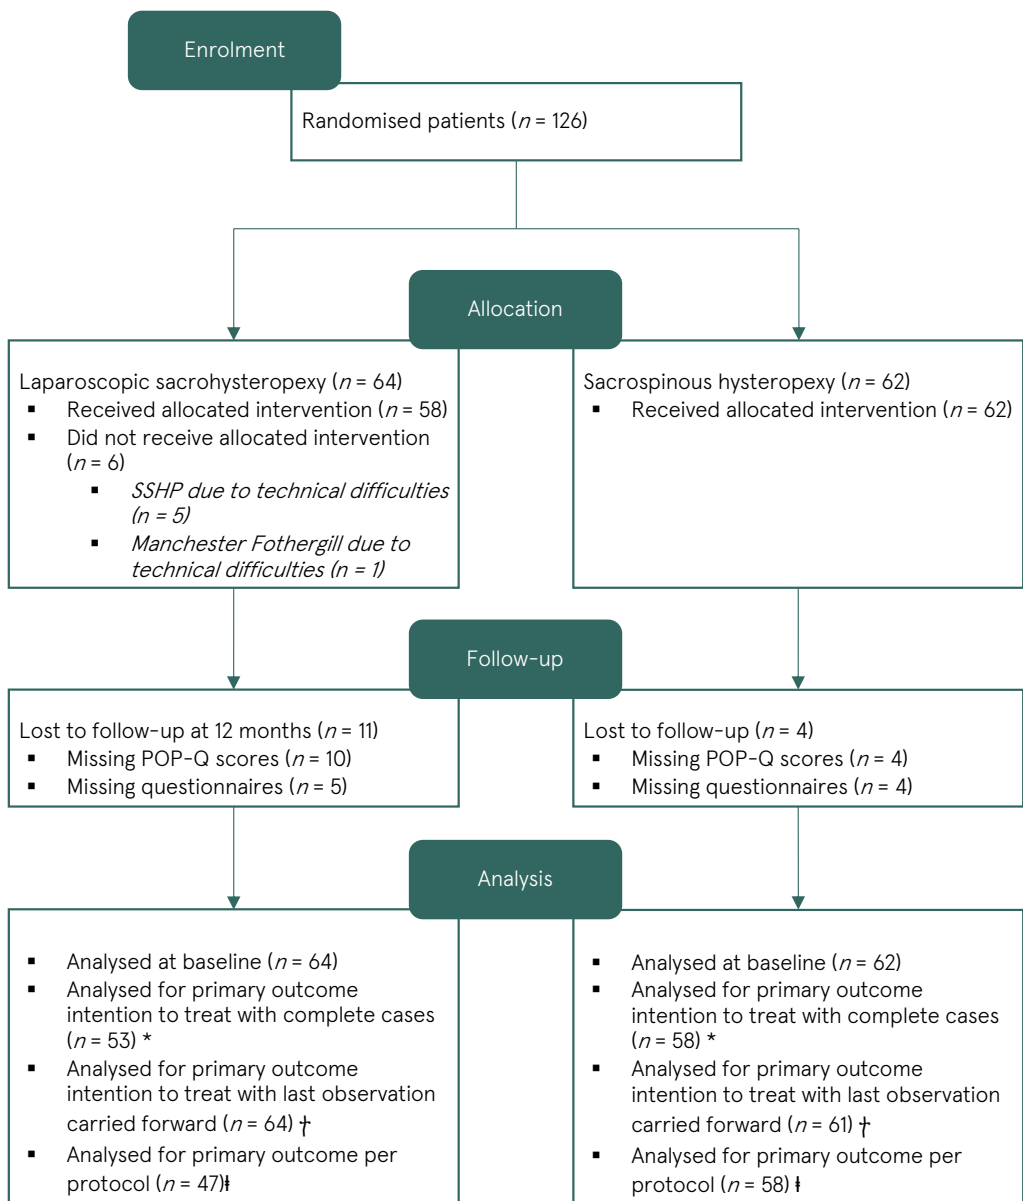 Enrolment
Randomised patients (n = 126)
Allocation
Laparoscopic sacrohysteropexy (n = 64)
▪ Received allocated intervention (n = 58)
▪ Did not receive allocated intervention
(n = 6)
▪ SSHP due to technical difficulties
(n = 5)
▪ Manchester Fothergill due to
technical difficulties (n = 1)
Sacrospinous hysteropexy (n = 62)
▪ Received allocated intervention (n = 62)
Follow-up
Lost to follow-up at 12 months (n = 11)
▪ Missing POP-Q scores (n = 10)
▪ Missing questionnaires (n = 5)
Lost to follow-up (n = 4)
▪ Missing POP-Q scores (n = 4)
▪ Missing questionnaires (n = 4)
Analysis
▪ Analysed at baseline (n = 64)
▪ Analysed for primary outcome
intention to treat with complete cases
(n = 53) *
▪ Analysed for primary outcome
intention to treat with last observation
carried forward (n = 64) †
▪ Analysed for primary outcome per
protocol (n = 47)ⱡ
▪ Analysed at baseline (n = 62)
▪ Analysed for primary outcome
intention to treat with complete cases
(n = 58) *
▪ Analysed for primary outcome
intention to treat with last observation
carried forward (n = 61) †
▪ Analysed for primary outcome per
protocol (n = 58) ⱡ